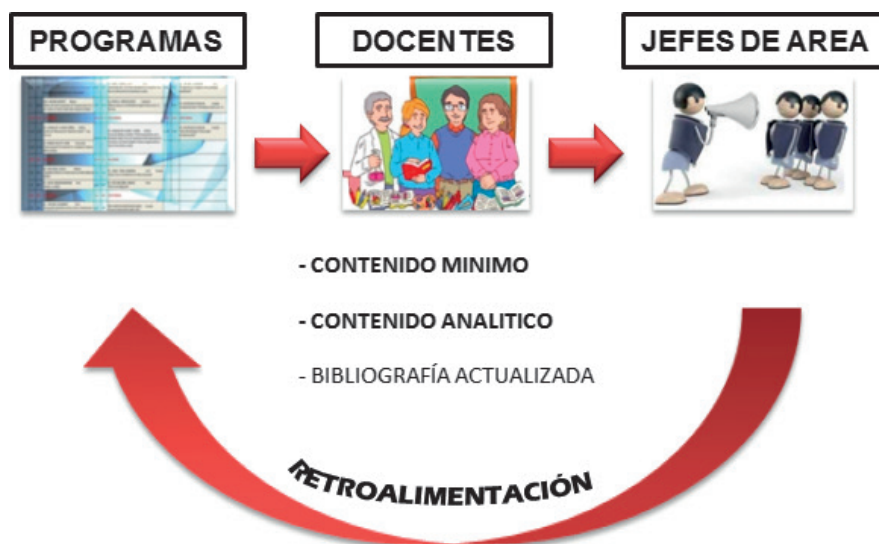 PROGRAMAS
DOCENTES
JEFES DE AREA
- CONTENIDO MINIMO
- CONTENIDO ANALITICO
- BIBLIOGRAFÍA ACTUALIZADA
RETROALIMENTACIÓN